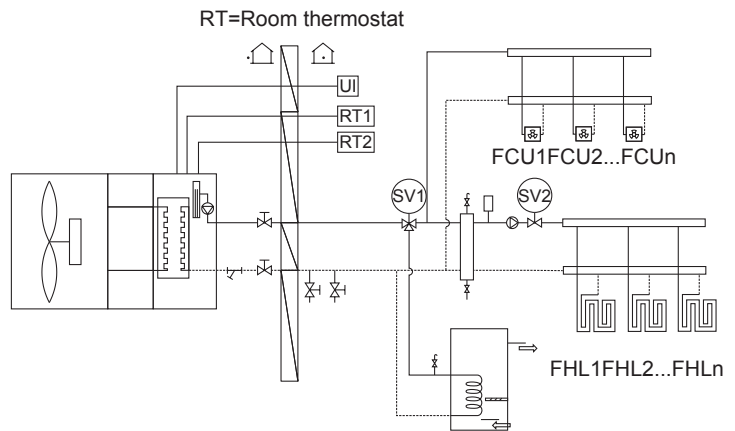 RT=Room thermostat
UI
RT1
RT2
FCU1FCU2...FCUn
SV1
SV2
FHL1FHL2...FHLn